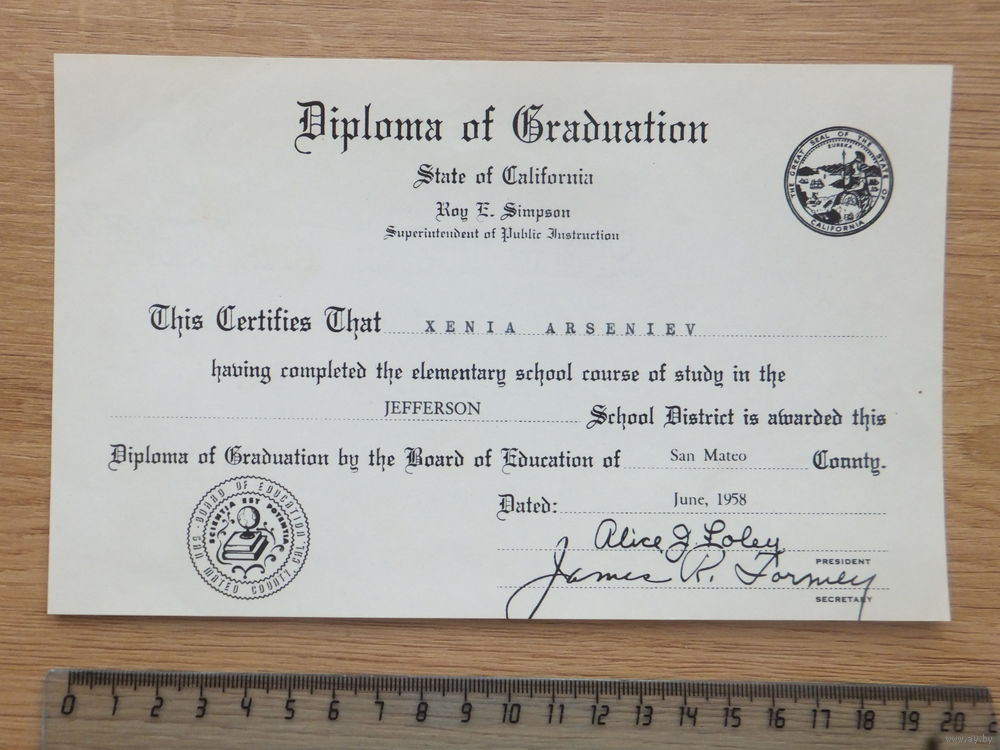 Diploma of Graduation
State of California
Roy E. Simpson
Superintendent of Public Instruction
THE GREAT SEAL OF THE STATE OF CALIFORNIA
EUREKA
This Certifies That XENIA ARSENIEV
having completed the elementary school course of study in the
JEFFERSON School District is awarded this
Diploma of Graduation by the Board of Education of San Mateo County.
Dated: June, 1958
BOARD OF EDUCATION
SCIENTIA EST POTENTIA
SAN MATEO COUNTY, CAL
Alice J. Foley
PRESIDENT
James R. Formley
SECRETARY
0 1 2 3 4 5 6 7 8 9 10 11 12 13 14 15 16 17 18 19 20
www.ay.by